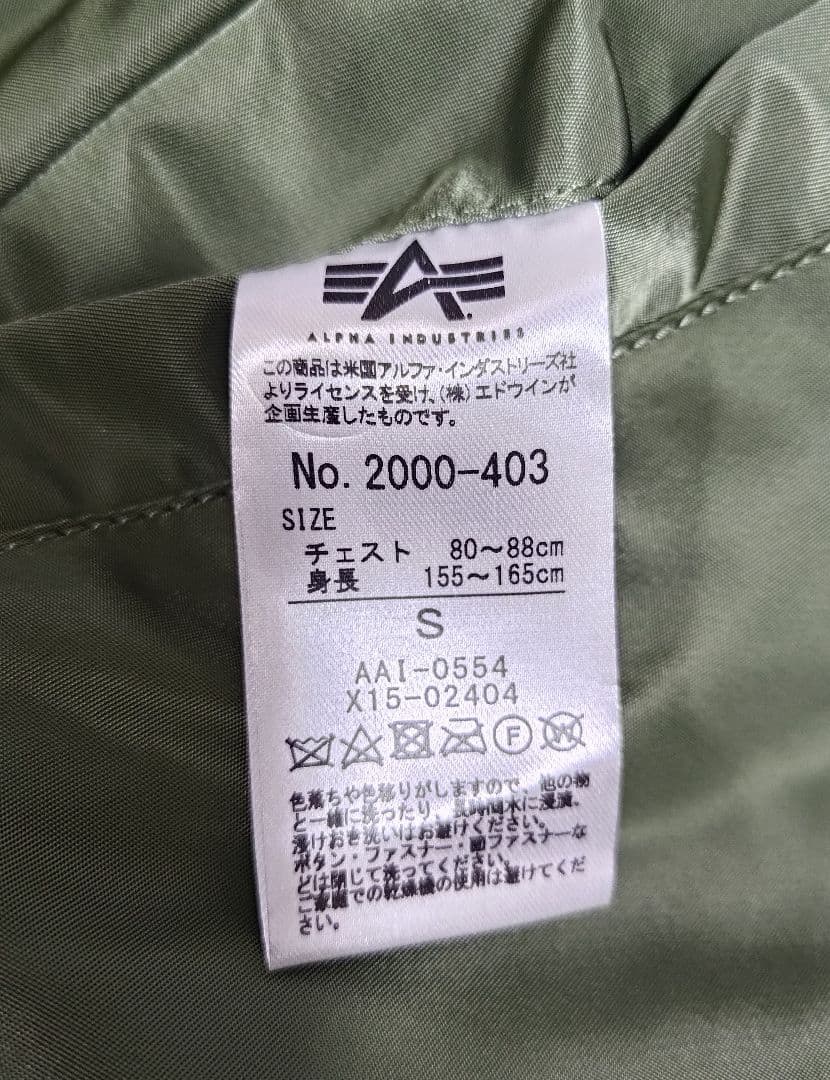 ALPHA INDUSTRIES
この商品は米国アルファ・インダストリーズ社
よりライセンスを受け、(株)エドウインが
企画生産したものです。
No. 2000-403
SIZE
チェスト 80～88cm
身長 155～165cm
S
AAI-0554
X15-02404
F W
色落ちや色移りがしますので、他の物
と一緒に洗ったり、長時間水に浸漬、
浸けおき洗いはお避けください。
ボタン・ファスナー・面ファスナーな
どは閉じて洗ってください。
ご家庭での乾燥機の使用は避けてくだ
さい。